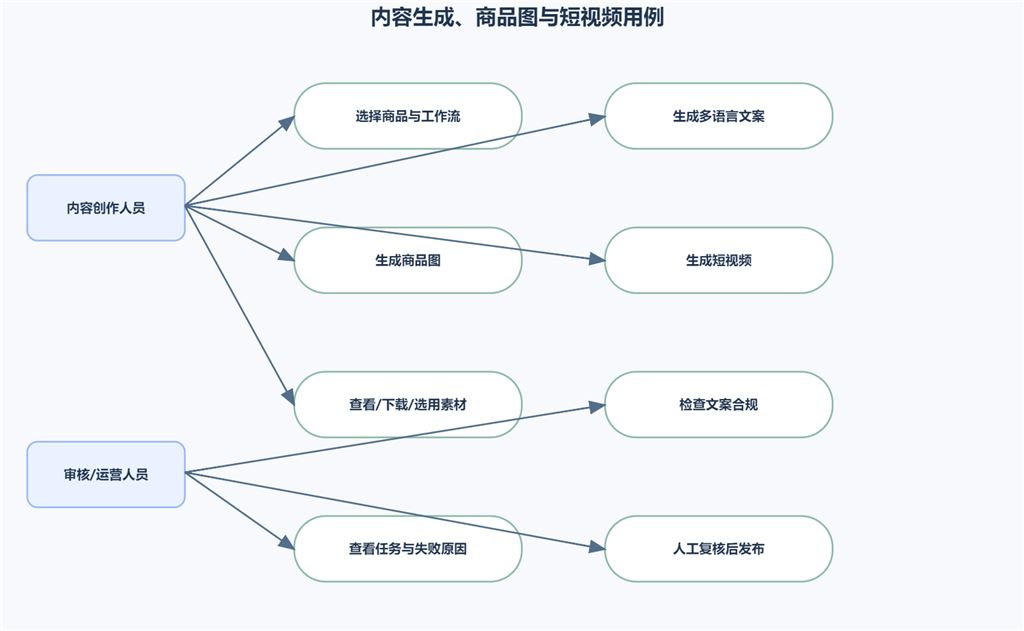 内容生成、商品图与短视频用例
选择商品与工作流
生成多语言文案
内容创作人员
生成商品图
生成短视频
查看/下载/选用素材
检查文案合规
审核/运营人员
查看任务与失败原因
人工复核后发布